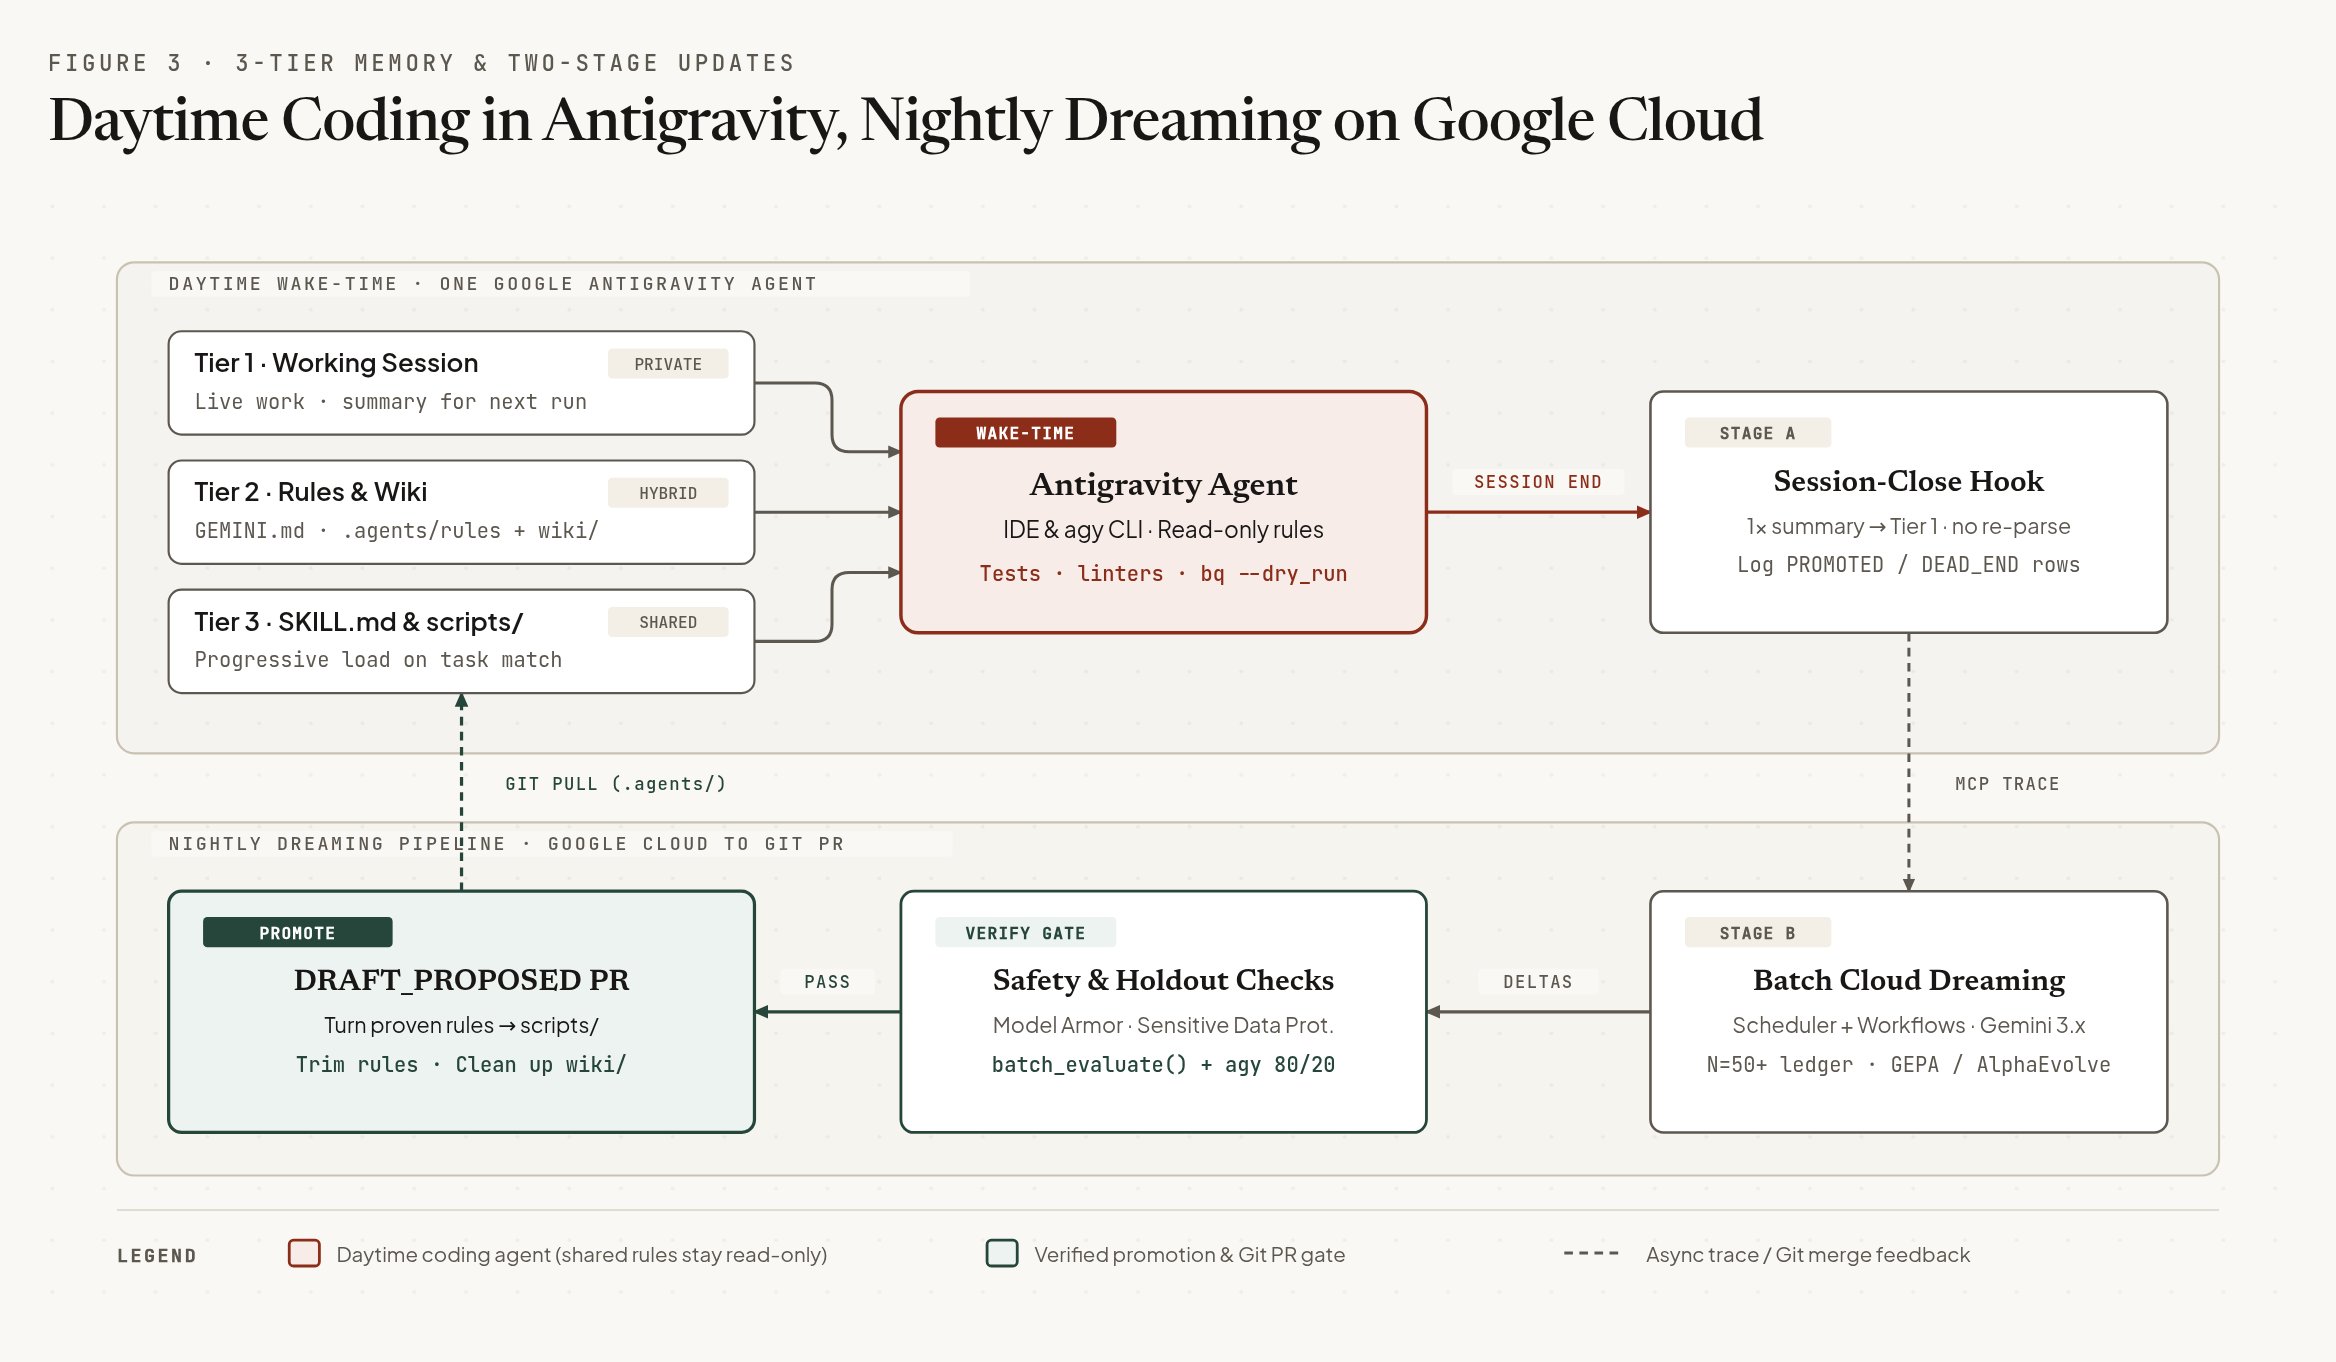 FIGURE 3 · 3-TIER MEMORY & TWO-STAGE UPDATES
Daytime Coding in Antigravity, Nightly Dreaming on Google Cloud
DAYTIME WAKE-TIME · ONE GOOGLE ANTIGRAVITY AGENT
Tier 1 · Working Session
PRIVATE
Live work · summary for next run
Tier 2 · Rules & Wiki
HYBRID
GEMINI.md · .agents/rules + wiki/
Tier 3 · SKILL.md & scripts/
SHARED
Progressive load on task match
WAKE-TIME
Antigravity Agent
IDE & agy CLI · Read-only rules
Tests · linters · bq --dry_run
SESSION END
STAGE A
Session-Close Hook
1× summary → Tier 1 · no re-parse
Log PROMOTED / DEAD_END rows
GIT PULL (.agents/)
MCP TRACE
NIGHTLY DREAMING PIPELINE · GOOGLE CLOUD TO GIT PR
PROMOTE
DRAFT_PROPOSED PR
Turn proven rules → scripts/
Trim rules · Clean up wiki/
PASS
VERIFY GATE
Safety & Holdout Checks
Model Armor · Sensitive Data Prot.
batch_evaluate() + agy 80/20
DELTAS
STAGE B
Batch Cloud Dreaming
Scheduler + Workflows · Gemini 3.x
N=50+ ledger · GEPA / AlphaEvolve
LEGEND
Daytime coding agent (shared rules stay read-only)
Verified promotion & Git PR gate
Async trace / Git merge feedback